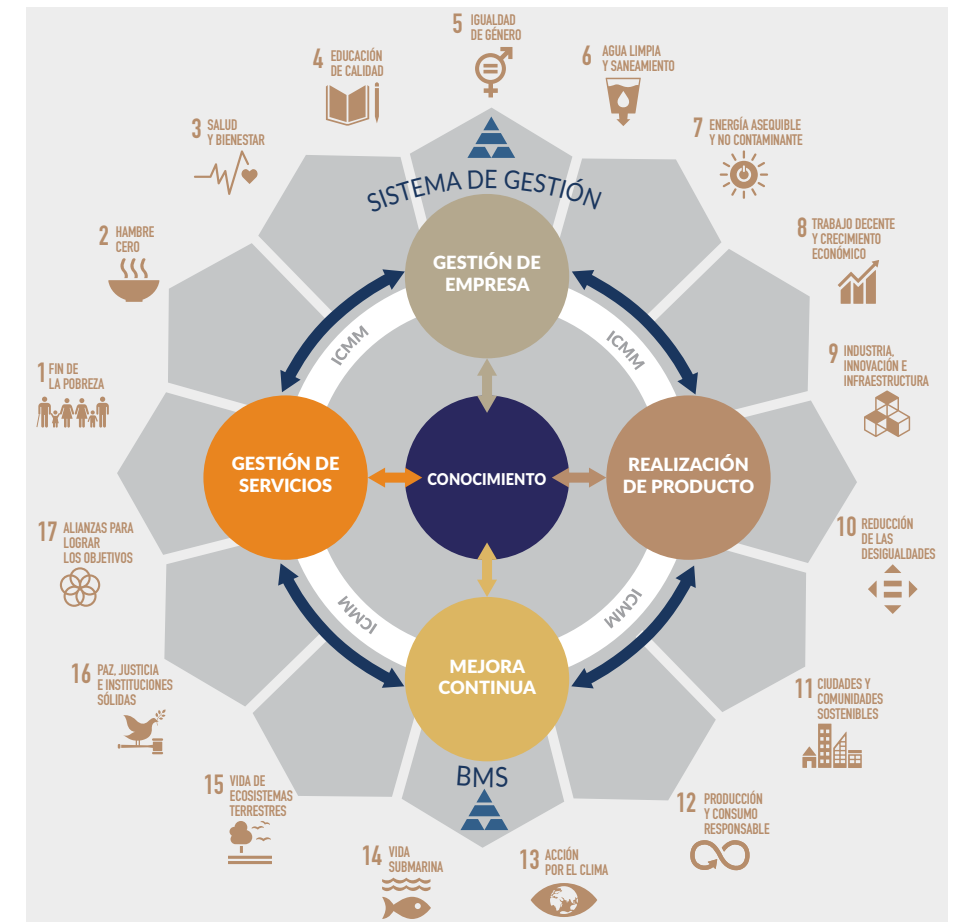 5 IGUALDAD
DE GÉNERO
4 EDUCACIÓN
DE CALIDAD
6 AGUA LIMPIA
Y SANEAMIENTO
3 SALUD
Y BIENESTAR
7 ENERGÍA ASEQUIBLE
Y NO CONTAMINANTE
SISTEMA DE GESTIÓN
2 HAMBRE
CERO
8 TRABAJO DECENTE
Y CRECIMIENTO
ECONÓMICO
GESTIÓN DE
EMPRESA
ICMM
ICMM
1 FIN DE
LA POBREZA
9 INDUSTRIA,
INNOVACIÓN E
INFRAESTRUCTURA
GESTIÓN DE
SERVICIOS
CONOCIMIENTO
REALIZACIÓN
DE PRODUCTO
17 ALIANZAS PARA
LOGRAR
LOS OBJETIVOS
10 REDUCCIÓN
DE LAS
DESIGUALDADES
ICMM
ICMM
16 PAZ, JUSTICIA
E INSTITUCIONES
SÓLIDAS
MEJORA
CONTINUA
11 CIUDADES Y
COMUNIDADES
SOSTENIBLES
BMS
15 VIDA DE
ECOSISTEMAS
TERRESTRES
12 PRODUCCIÓN
Y CONSUMO
RESPONSABLE
14 VIDA
SUBMARINA
13 ACCIÓN
POR EL CLIMA